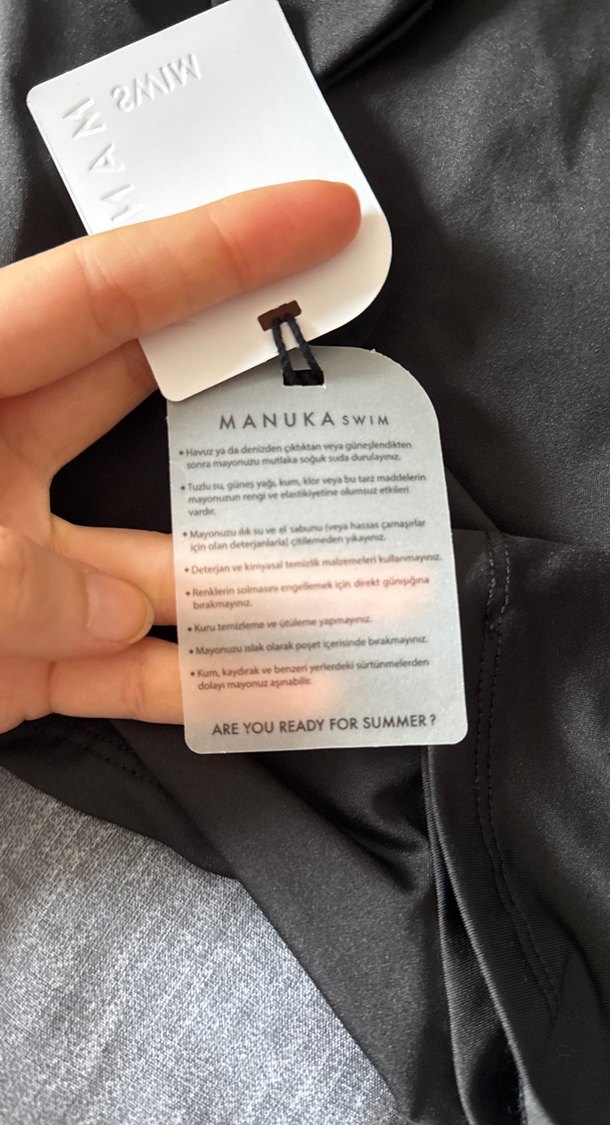 SWIM
MAN
MANUKA SWIM
• Havuz ya da denizden çıktıktan veya güneşlendikten
sonra mayonuzu mutlaka soğuk suda durulayınız.
• Tuzlu su, güneş yağı, kum, klor veya bu tarz maddelerin
mayonuzun rengi ve elastikiyetine olumsuz etkileri
vardır.
• Mayonuzu ılık su ve el sabunu (veya hassas çamaşırlar
için olan deterjanlarla) çitilemeden yıkayınız.
• Deterjan ve kimyasal temizlik malzemeleri kullanmayınız.
• Renklerin solmasını engellemek için direkt günışığına
bırakmayınız.
• Kuru temizleme ve ütüleme yapmayınız.
• Mayonuzu ıslak olarak poşet içerisinde bırakmayınız.
• Kum, kaydırak ve benzeri yerlerdeki sürtünmelerden
dolayı mayonuz aşınabilir.
ARE YOU READY FOR SUMMER?